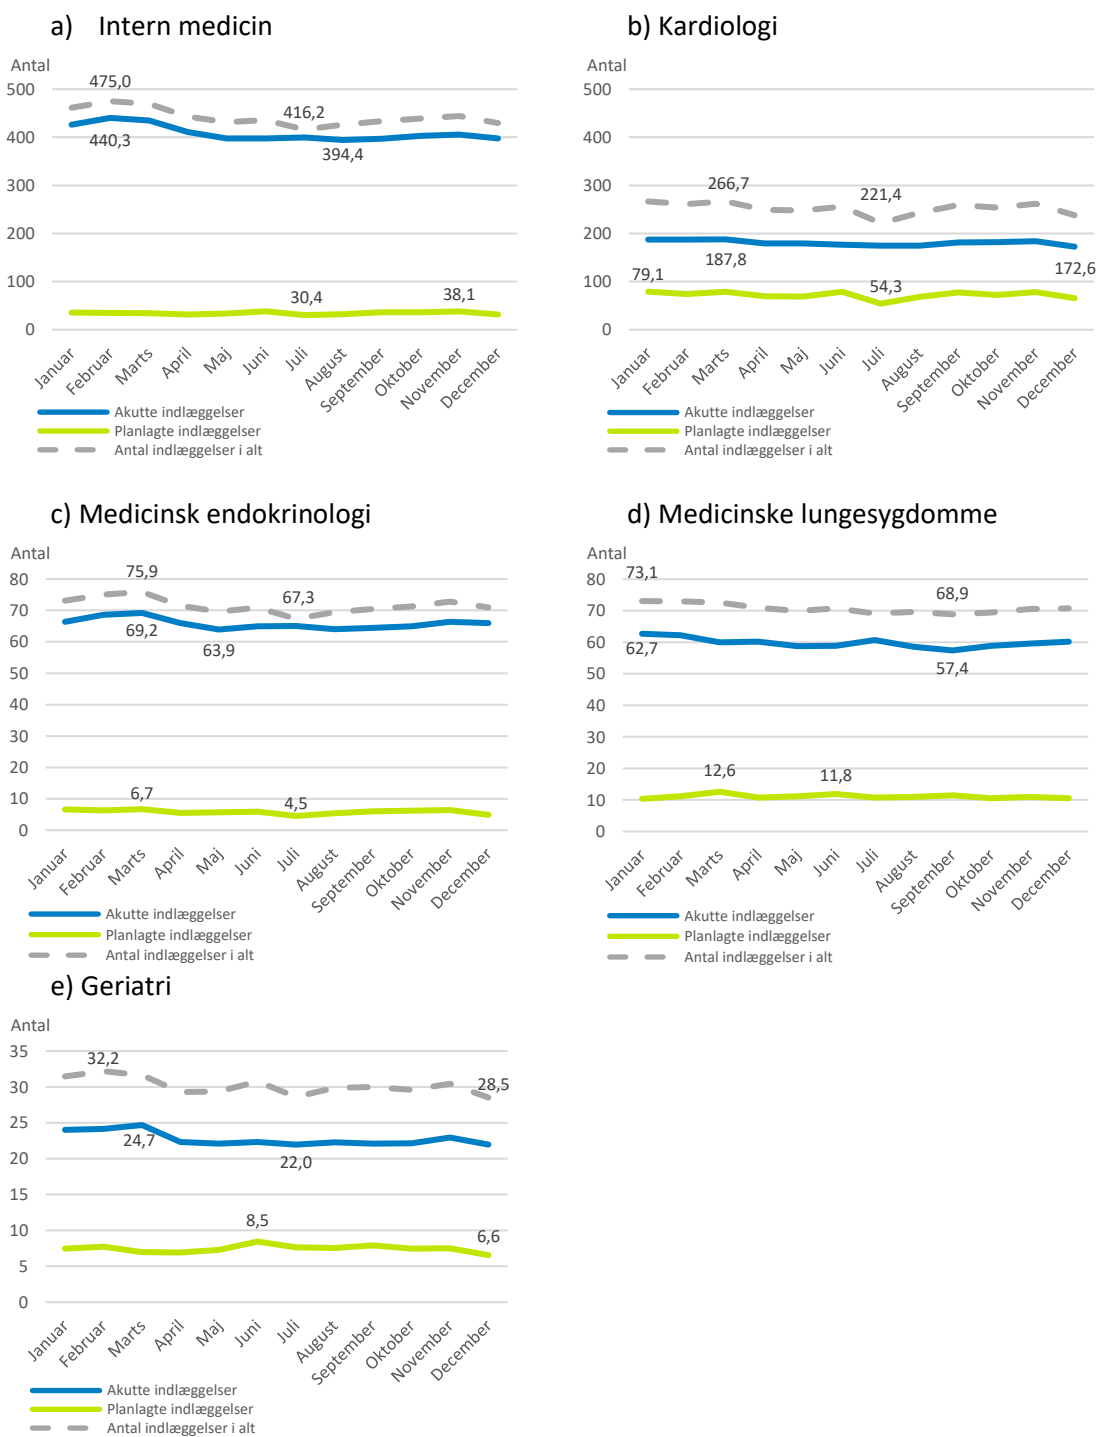 a) Intern medicin
Antal
500
400
300
200
100
0
475,0
440,3
416,2
394,4
30,4
38,1
Januar
Februar
Marts
April
Maj
Juni
Juli
August
September
Oktober
November
December
Akutte indlæggelser
Planlagte indlæggelser
Antal indlæggelser i alt
b) Kardiologi
Antal
500
400
300
200
100
0
266,7
221,4
187,8
172,6
79,1
54,3
Januar
Februar
Marts
April
Maj
Juni
Juli
August
September
Oktober
November
December
Akutte indlæggelser
Planlagte indlæggelser
Antal indlæggelser i alt
c) Medicinsk endokrinologi
Antal
80
70
60
50
40
30
20
10
0
75,9
67,3
69,2
63,9
6,7
4,5
Januar
Februar
Marts
April
Maj
Juni
Juli
August
September
Oktober
November
December
Akutte indlæggelser
Planlagte indlæggelser
Antal indlæggelser i alt
d) Medicinske lungesygdomme
Antal
80
70
60
50
40
30
20
10
0
73,1
68,9
62,7
57,4
12,6
11,8
Januar
Februar
Marts
April
Maj
Juni
Juli
August
September
Oktober
November
December
Akutte indlæggelser
Planlagte indlæggelser
Antal indlæggelser i alt
e) Geriatri
Antal
35
30
25
20
15
10
5
0
32,2
28,5
24,7
22,0
8,5
6,6
Januar
Februar
Marts
April
Maj
Juni
Juli
August
September
Oktober
November
December
Akutte indlæggelser
Planlagte indlæggelser
Antal indlæggelser i alt